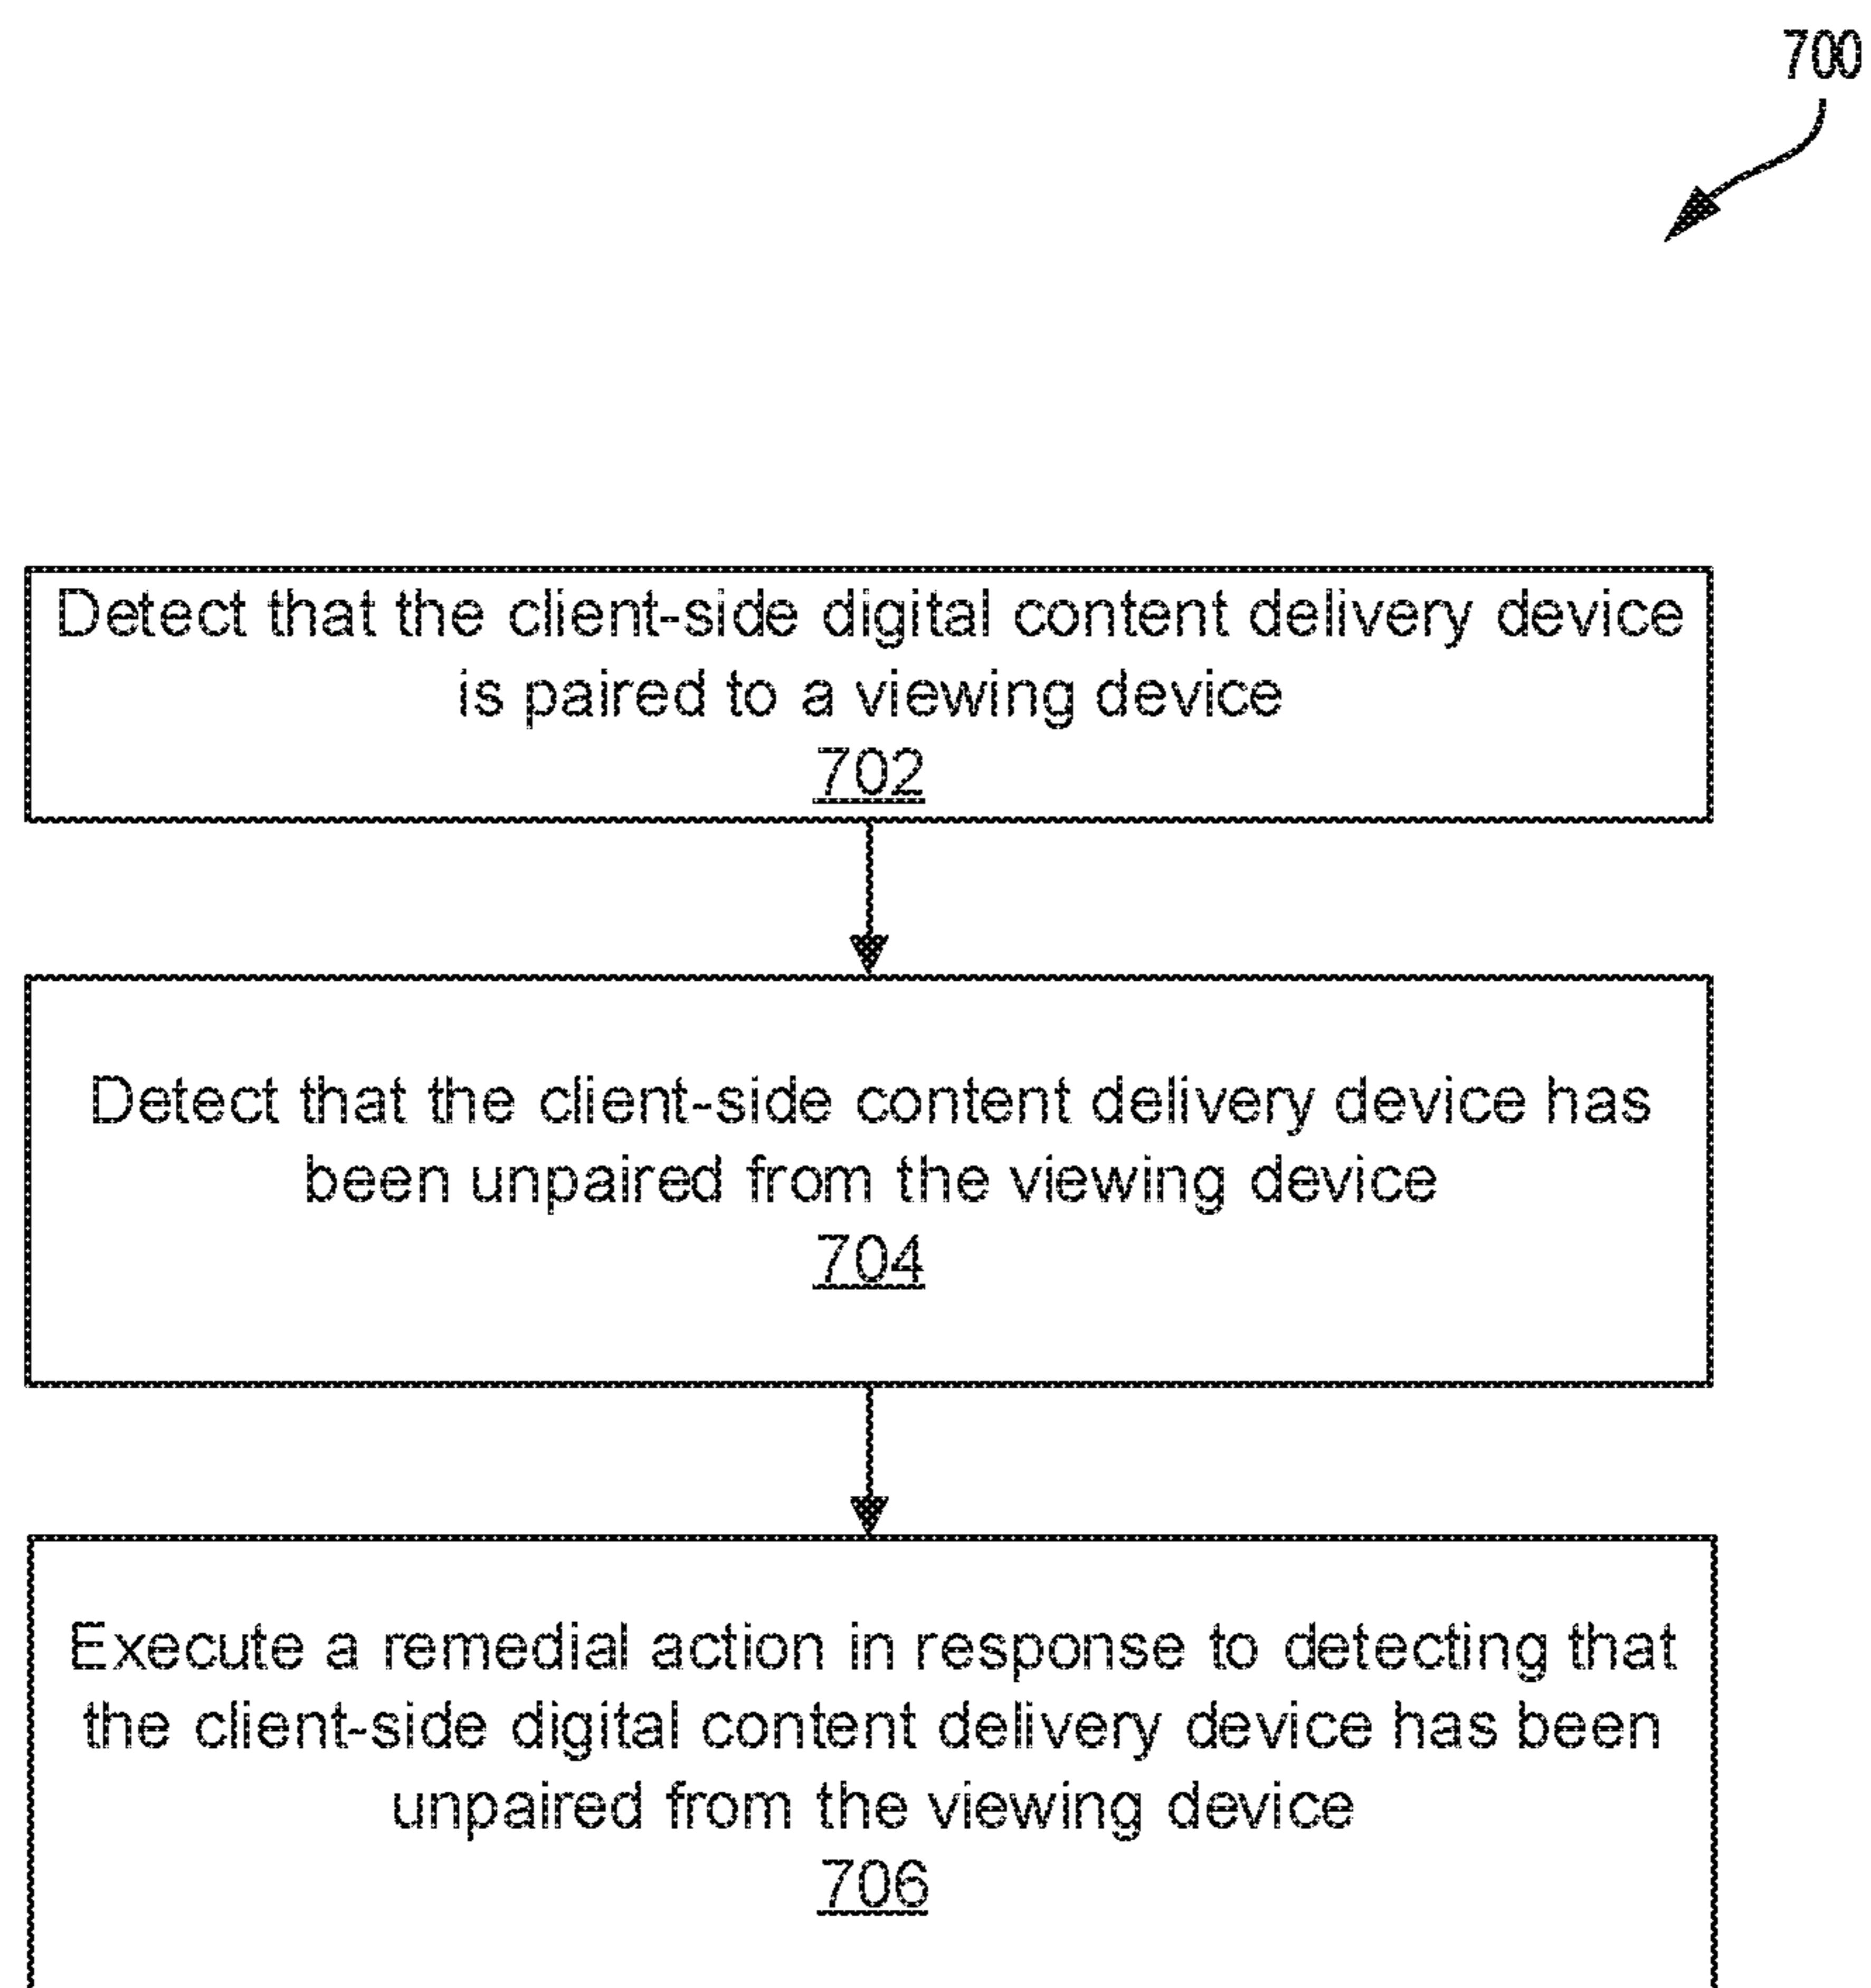 700
Detect that the client-side digital content delivery device
is paired to a viewing device
702
Detect that the client-side content delivery device has
been unpaired from the viewing device
704
Execute a remedial action in response to detecting that
the client-side digital content delivery device has been
unpaired from the viewing device
706